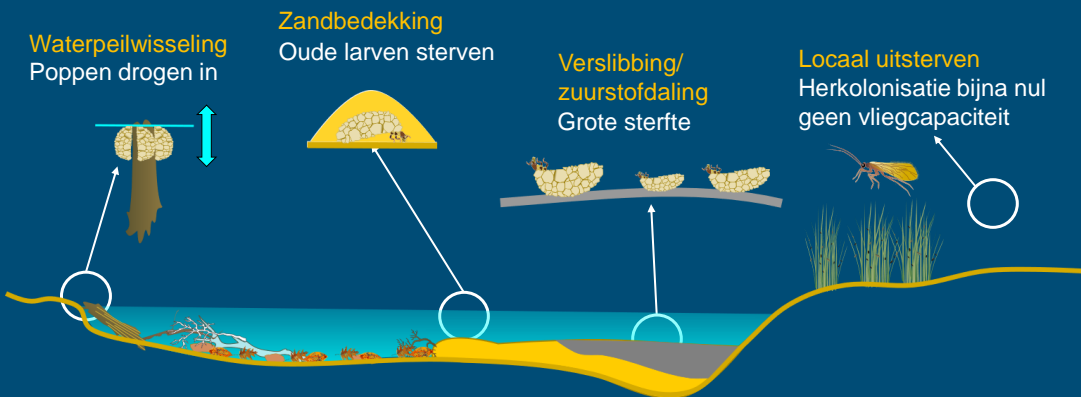 Waterpeilwisseling
Poppen drogen in
Zandbedekking
Oude larven sterven
Verslibbing/
zuurstofdaling
Grote sterfte
Locaal uitsterven
Herkolonisatie bijna nul
geen vliegcapaciteit